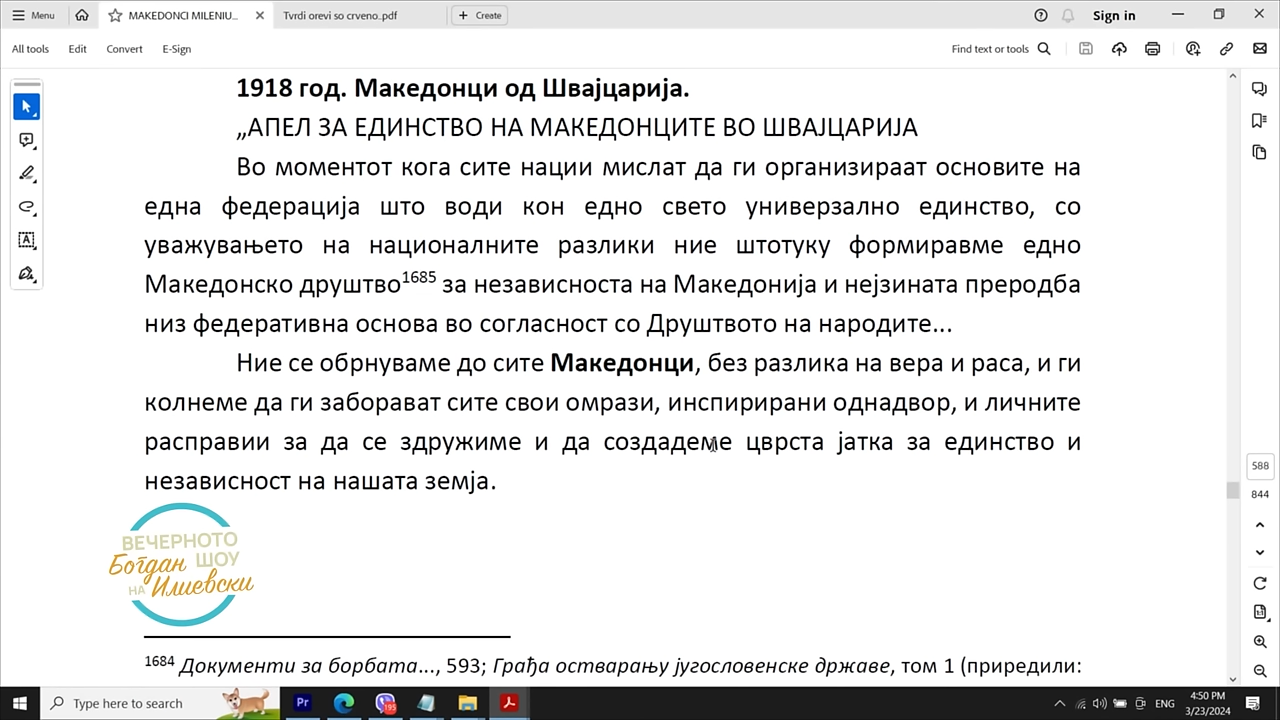 Menu
MAKEDONCI MILENIU...
Tvrdi orevi so crveno..pdf
Create
Sign in
All tools
Edit
Convert
E-Sign
Find text or tools
1918 год. Македонци од Швајцарија.
„АПЕЛ ЗА ЕДИНСТВО НА МАКЕДОНЦИТЕ ВО ШВАЈЦАРИЈА
Во моментот кога сите нации мислат да ги организираат основите на
една федерација што води кон едно свето универзално единство, со
уважувањето на националните разлики ние штотуку формиравме едно
Македонско друштво1685 за независноста на Македонија и нејзината преродба
низ федеративна основа во согласност со Друштвото на народите...
Ние се обрнуваме до сите Македонци, без разлика на вера и раса, и ги
колнеме да ги заборават сите свои омрази, инспирирани однадвор, и личните
расправии за да се здружиме и да создадеме цврста јатка за единство и
независност на нашата земја.
588
844
ВЕЧЕРНОТО
ШОУ
НА
Богдан
Илиевски
1684 Документи за борбата..., 593; Грађа остварању југословенске државе, том 1 (приредили:
Type here to search
Pr
195
ENG
4:50 PM
3/23/2024